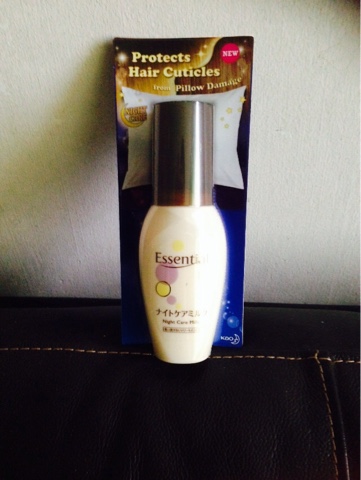 Protects
Hair Cuticles
from Pillow Damage
NEW
NIGHT
Essential
ナイトケアミルク
Night Care Milk
Kao